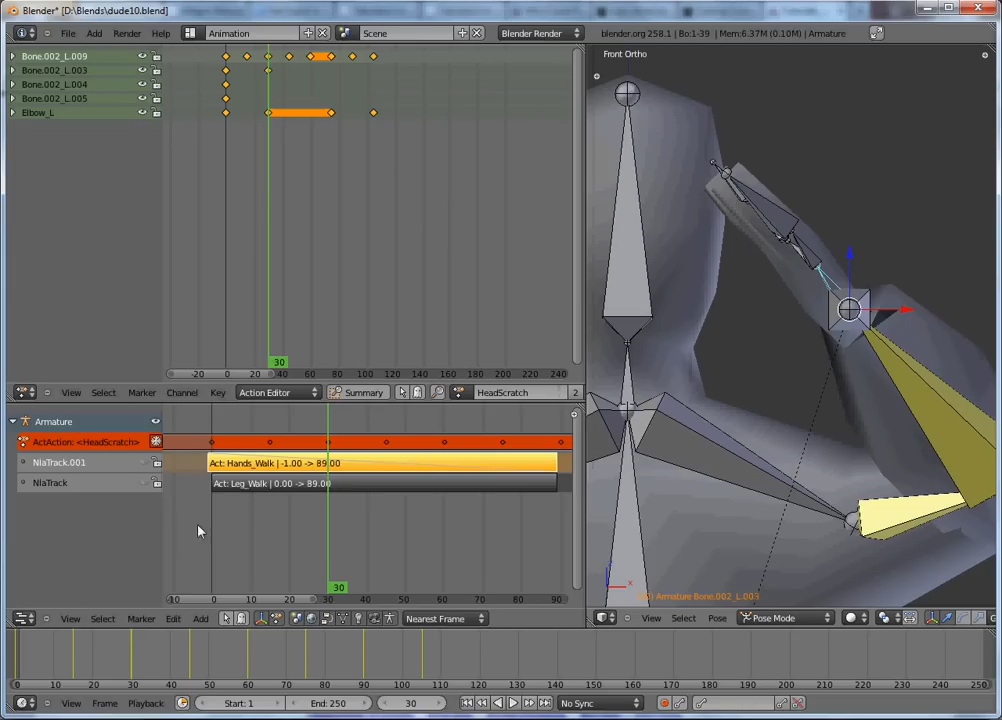 Blender* [D:\Blends\dude10.blend]
File Add Render Help Animation Scene Blender Render blender.org 258.1 | Bo:1-39 | Mem:6.37M (0.10M) | Armature
Bone.002_L.009
Bone.002_L.003
Bone.002_L.004
Bone.002_L.005
Elbow_L
Front Ortho
30
-20 0 20 40 60 80 100 120 140 160 180 200 220 240
View Select Marker Channel Key Action Editor Summary HeadScratch 2
Armature
ActAction: <HeadScratch>
NlaTrack.001 Act: Hands_Walk | -1.00 -> 89.00
NlaTrack Act: Leg_Walk | 0.00 -> 89.00
30
-10 0 10 20 30 40 50 60 70 80 90
Armature Bone.002_L.003
View Select Marker Edit Add Nearest Frame
View Select Pose Pose Mode
0 10 20 30 40 50 60 70 80 90 100 110 120 130 140 150 160 170 180 190 200 210 220 230 240 250
View Frame Playback Start: 1 End: 250 30 No Sync